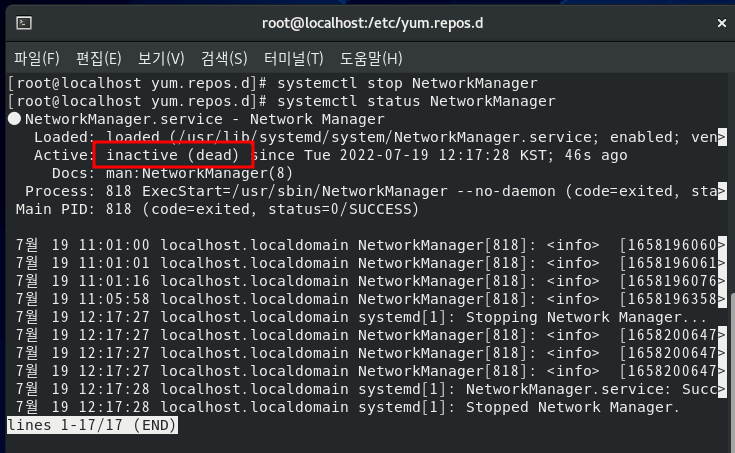 root@localhost:/etc/yum.repos.d
파일(F) 편집(E) 보기(V) 검색(S) 터미널(T) 도움말(H)
[root@localhost yum.repos.d]# systemctl stop NetworkManager
[root@localhost yum.repos.d]# systemctl status NetworkManager
● NetworkManager.service - Network Manager
Loaded: loaded (/usr/lib/systemd/system/NetworkManager.service; enabled; ven>
Active: inactive (dead) since Tue 2022-07-19 12:17:28 KST; 46s ago
Docs: man:NetworkManager(8)
Process: 818 ExecStart=/usr/sbin/NetworkManager --no-daemon (code=exited, sta>
Main PID: 818 (code=exited, status=0/SUCCESS)
7월 19 11:01:00 localhost.localdomain NetworkManager[818]: <info> [1658196060>
7월 19 11:01:01 localhost.localdomain NetworkManager[818]: <info> [1658196061>
7월 19 11:01:16 localhost.localdomain NetworkManager[818]: <info> [1658196076>
7월 19 11:05:58 localhost.localdomain NetworkManager[818]: <info> [1658196358>
7월 19 12:17:27 localhost.localdomain systemd[1]: Stopping Network Manager...
7월 19 12:17:27 localhost.localdomain NetworkManager[818]: <info> [1658200647>
7월 19 12:17:27 localhost.localdomain NetworkManager[818]: <info> [1658200647>
7월 19 12:17:27 localhost.localdomain NetworkManager[818]: <info> [1658200647>
7월 19 12:17:28 localhost.localdomain systemd[1]: NetworkManager.service: Succ>
7월 19 12:17:28 localhost.localdomain systemd[1]: Stopped Network Manager.
lines 1-17/17 (END)